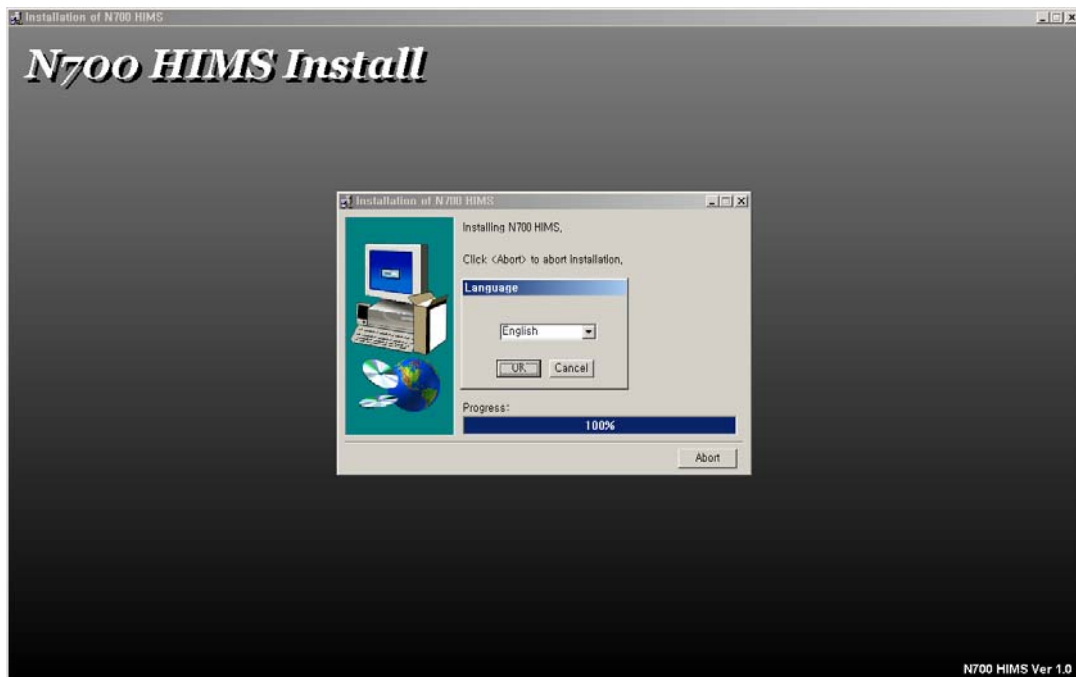 Installation of N700 HIMS
N700 HIMS Install
Installation of N700 HIMS
Installing N700 HIMS,
Click <Abort> to abort Installation,
Language
English
OK Cancel
Progress:
100%
Abort
N700 HIMS Ver 1.0